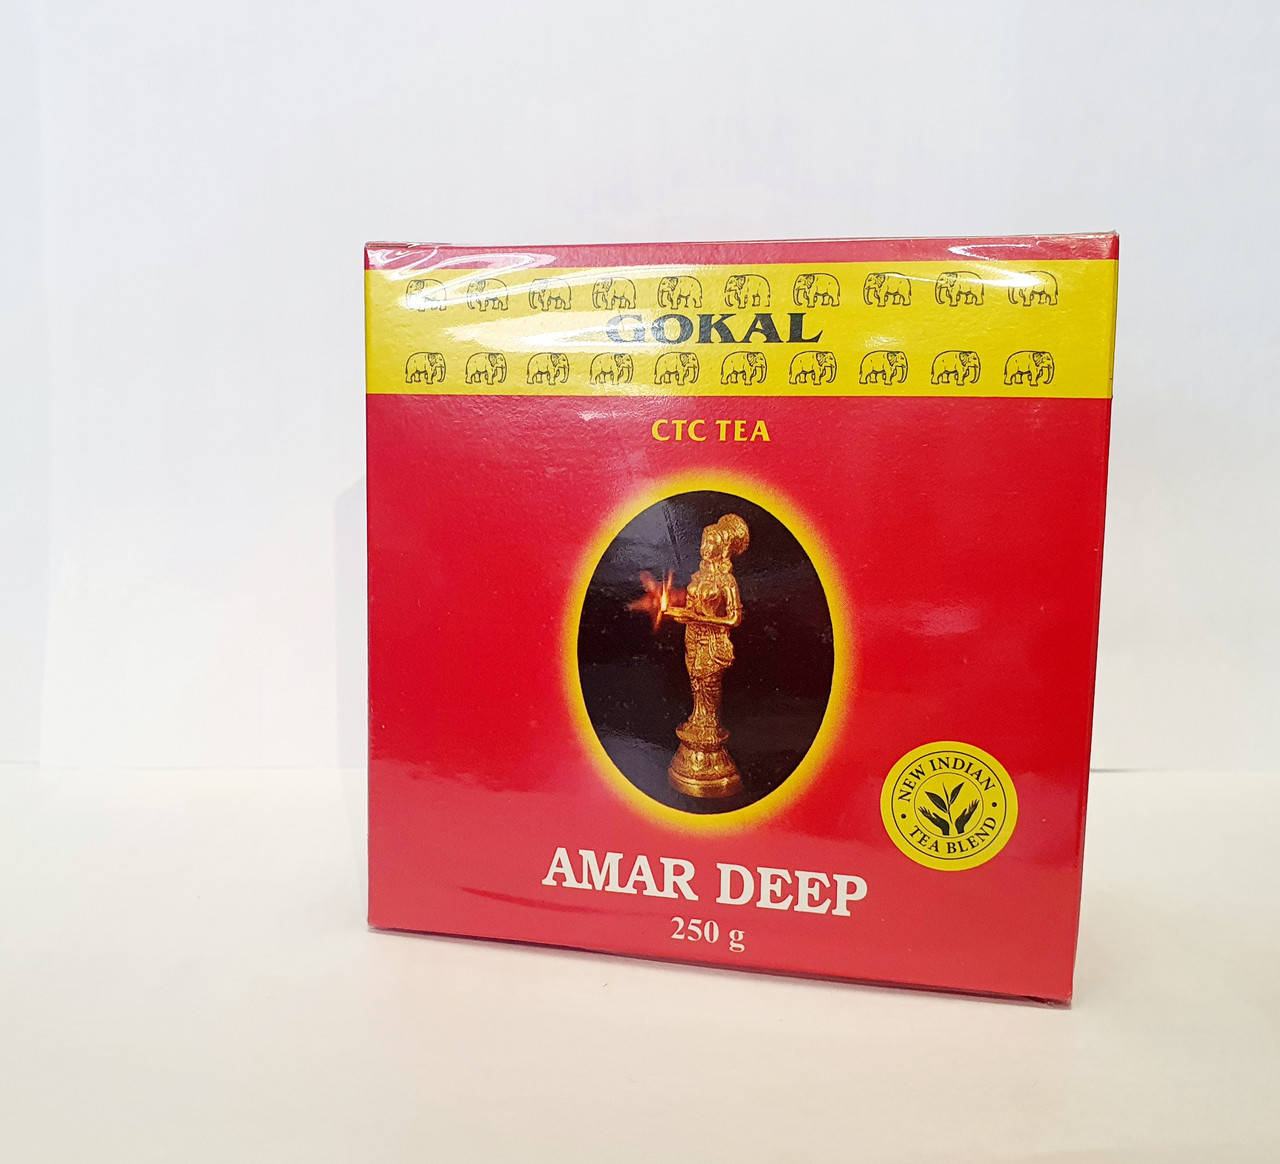 GOKAL
CTC TEA
NEW INDIAN
• TEA BLEND •
AMAR DEEP
250 g